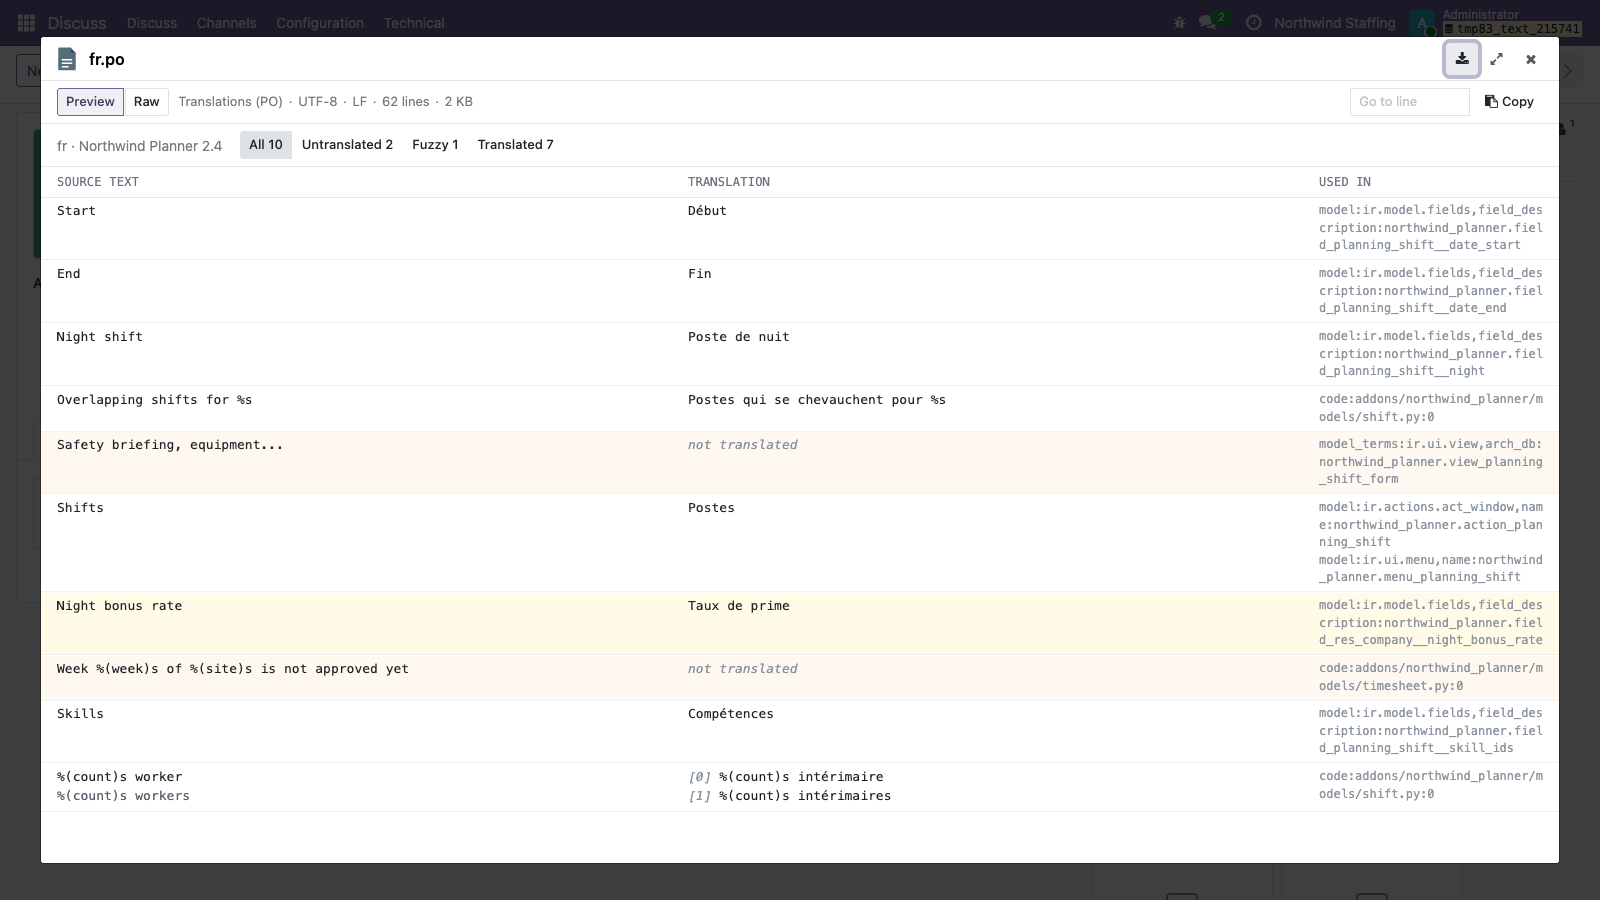 Discuss Discuss Channels Configuration Technical 2 Northwind Staffing A Administrator
tmp83_text_215741
fr.po
Preview Raw Translations (PO) · UTF-8 · LF · 62 lines · 2 KB Go to line Copy
1
fr · Northwind Planner 2.4 All 10 Untranslated 2 Fuzzy 1 Translated 7
SOURCE TEXT TRANSLATION USED IN
Start Début model:ir.model.fields,field_des
cription:northwind_planner.fiel
d_planning_shift__date_start
End Fin model:ir.model.fields,field_des
cription:northwind_planner.fiel
d_planning_shift__date_end
Night shift Poste de nuit model:ir.model.fields,field_des
cription:northwind_planner.fiel
d_planning_shift__night
Overlapping shifts for %s Postes qui se chevauchent pour %s code:addons/northwind_planner/m
odels/shift.py:0
Safety briefing, equipment... not translated model_terms:ir.ui.view,arch_db:
northwind_planner.view_planning
_shift_form
Shifts Postes model:ir.actions.act_window,nam
e:northwind_planner.action_plan
ning_shift
model:ir.ui.menu,name:northwind
_planner.menu_planning_shift
Night bonus rate Taux de prime model:ir.model.fields,field_des
cription:northwind_planner.fiel
d_res_company__night_bonus_rate
Week %(week)s of %(site)s is not approved yet not translated code:addons/northwind_planner/m
odels/timesheet.py:0
Skills Compétences model:ir.model.fields,field_des
cription:northwind_planner.fiel
d_planning_shift__skill_ids
%(count)s worker [0] %(count)s intérimaire code:addons/northwind_planner/m
%(count)s workers [1] %(count)s intérimaires odels/shift.py:0